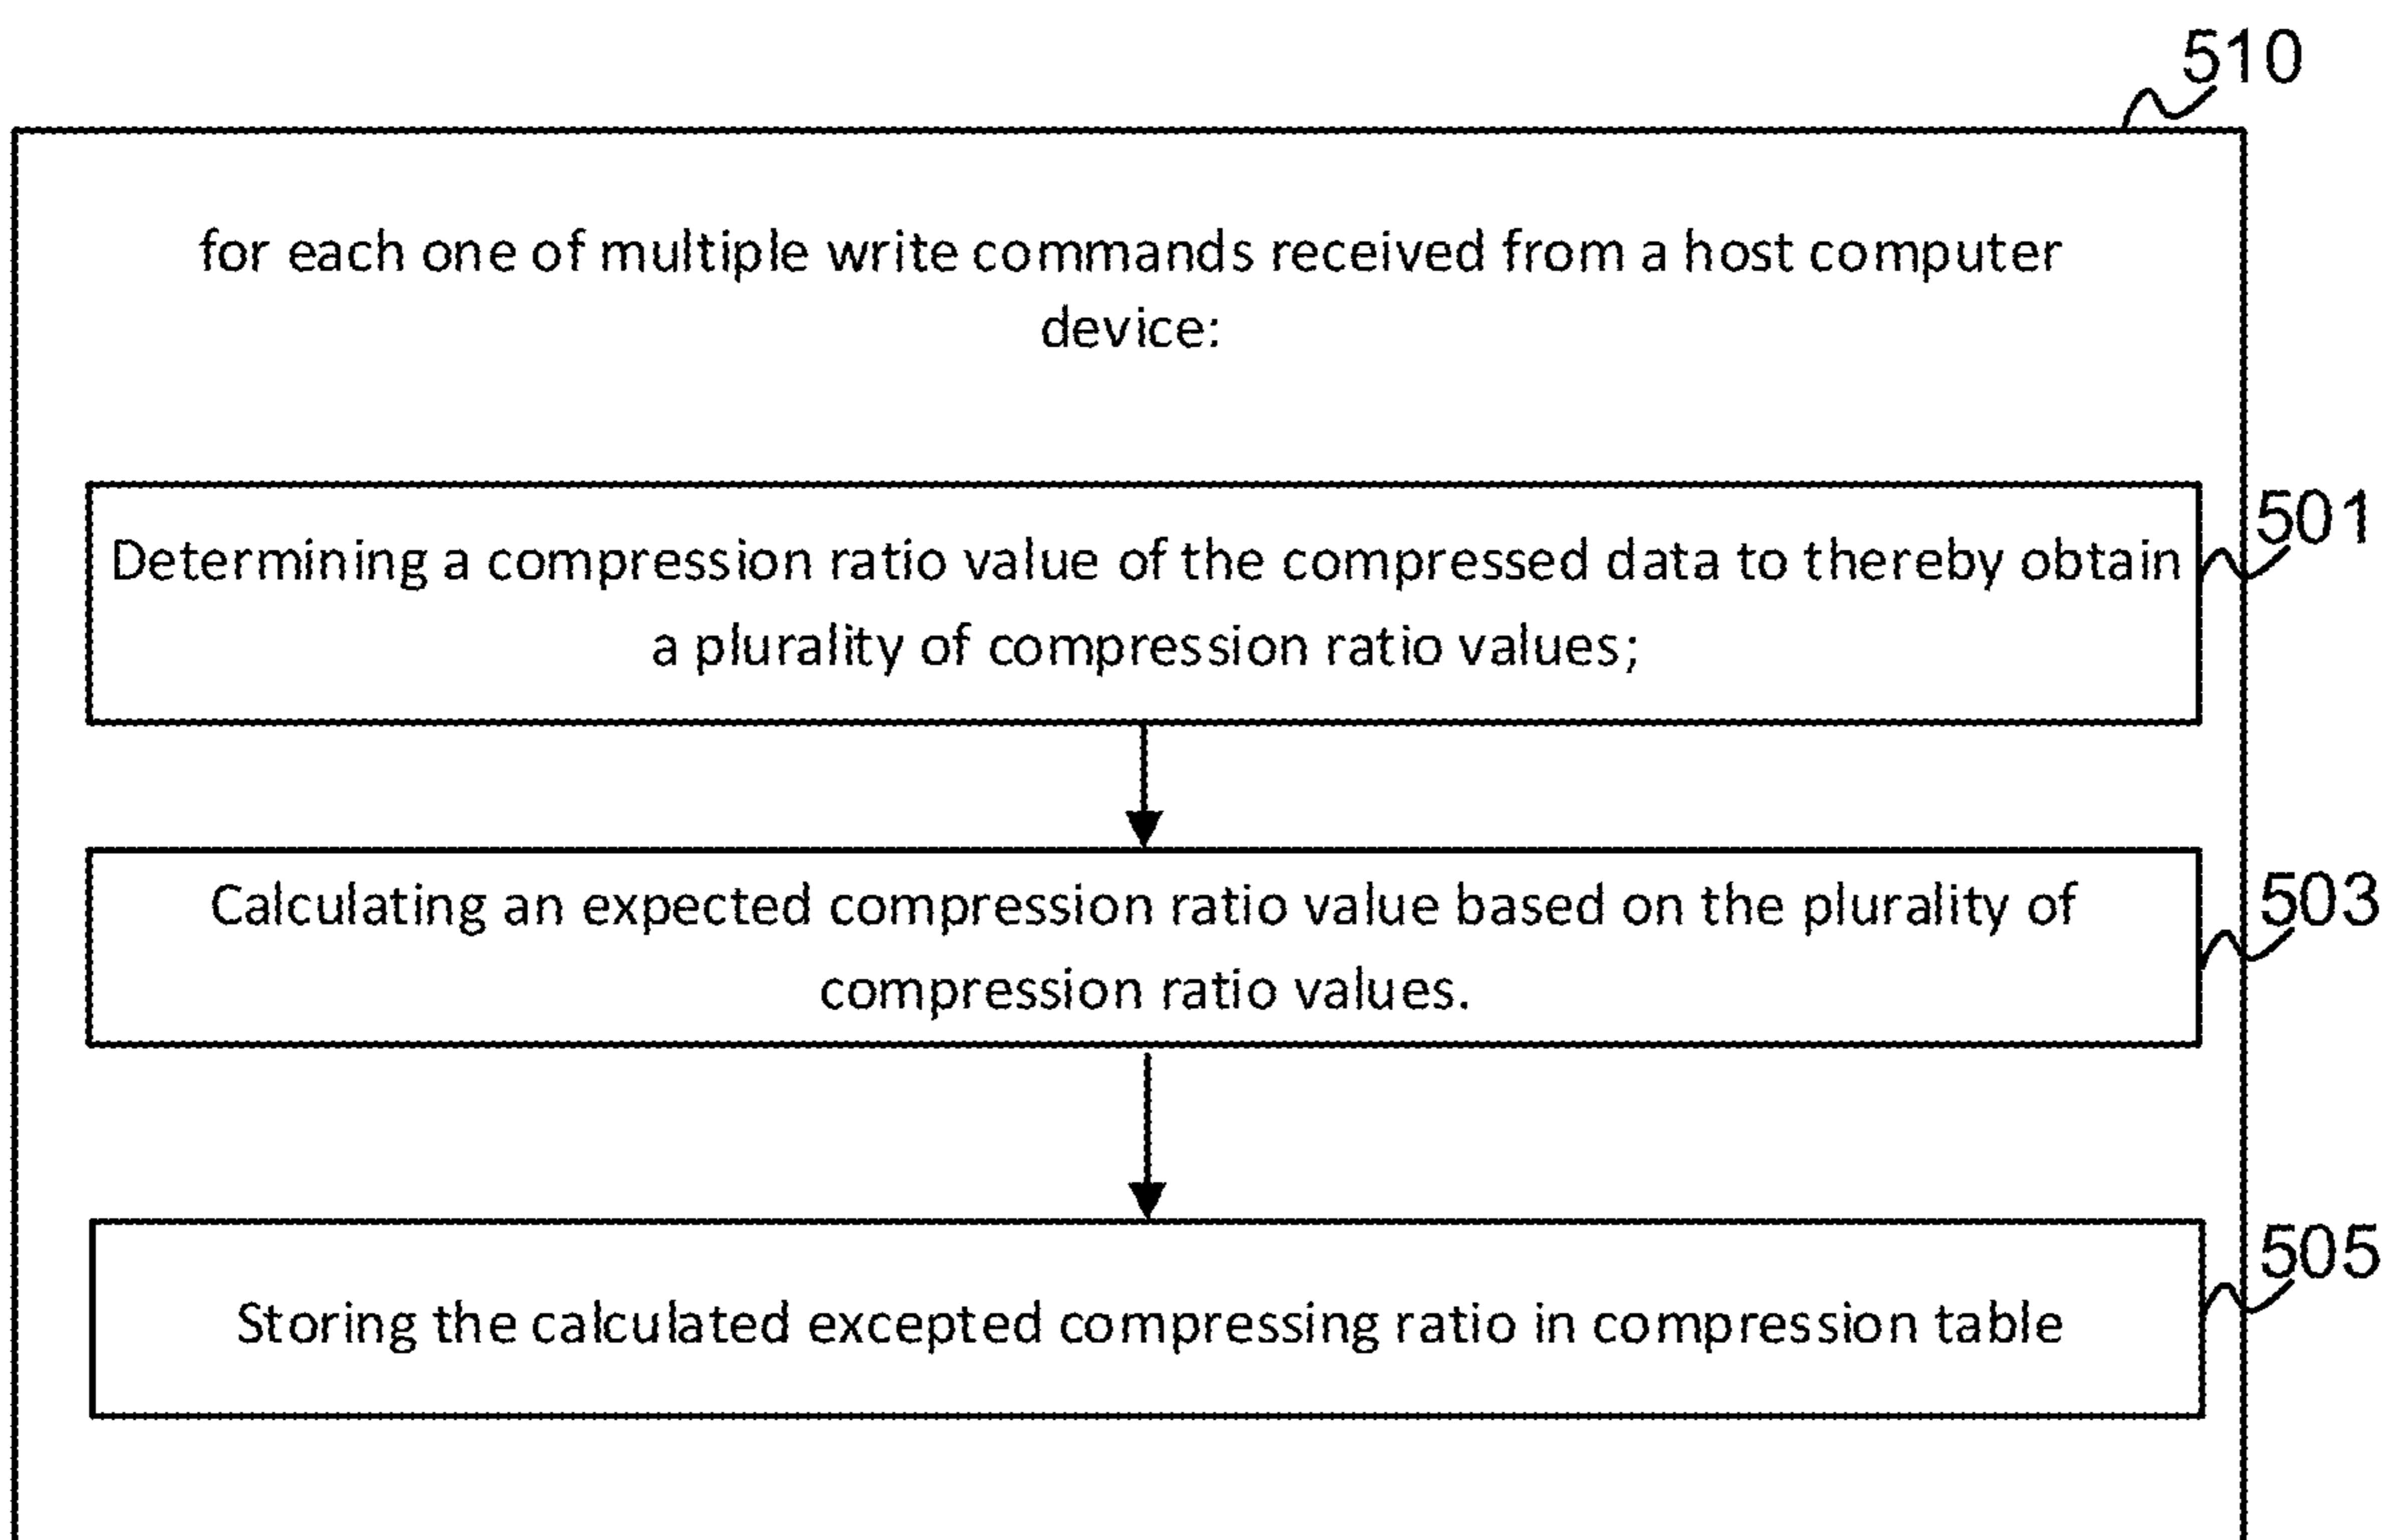 510
for each one of multiple write commands received from a host computer
device:
501
Determining a compression ratio value of the compressed data to thereby obtain
a plurality of compression ratio values;
503
Calculating an expected compression ratio value based on the plurality of
compression ratio values.
505
Storing the calculated excepted compressing ratio in compression table